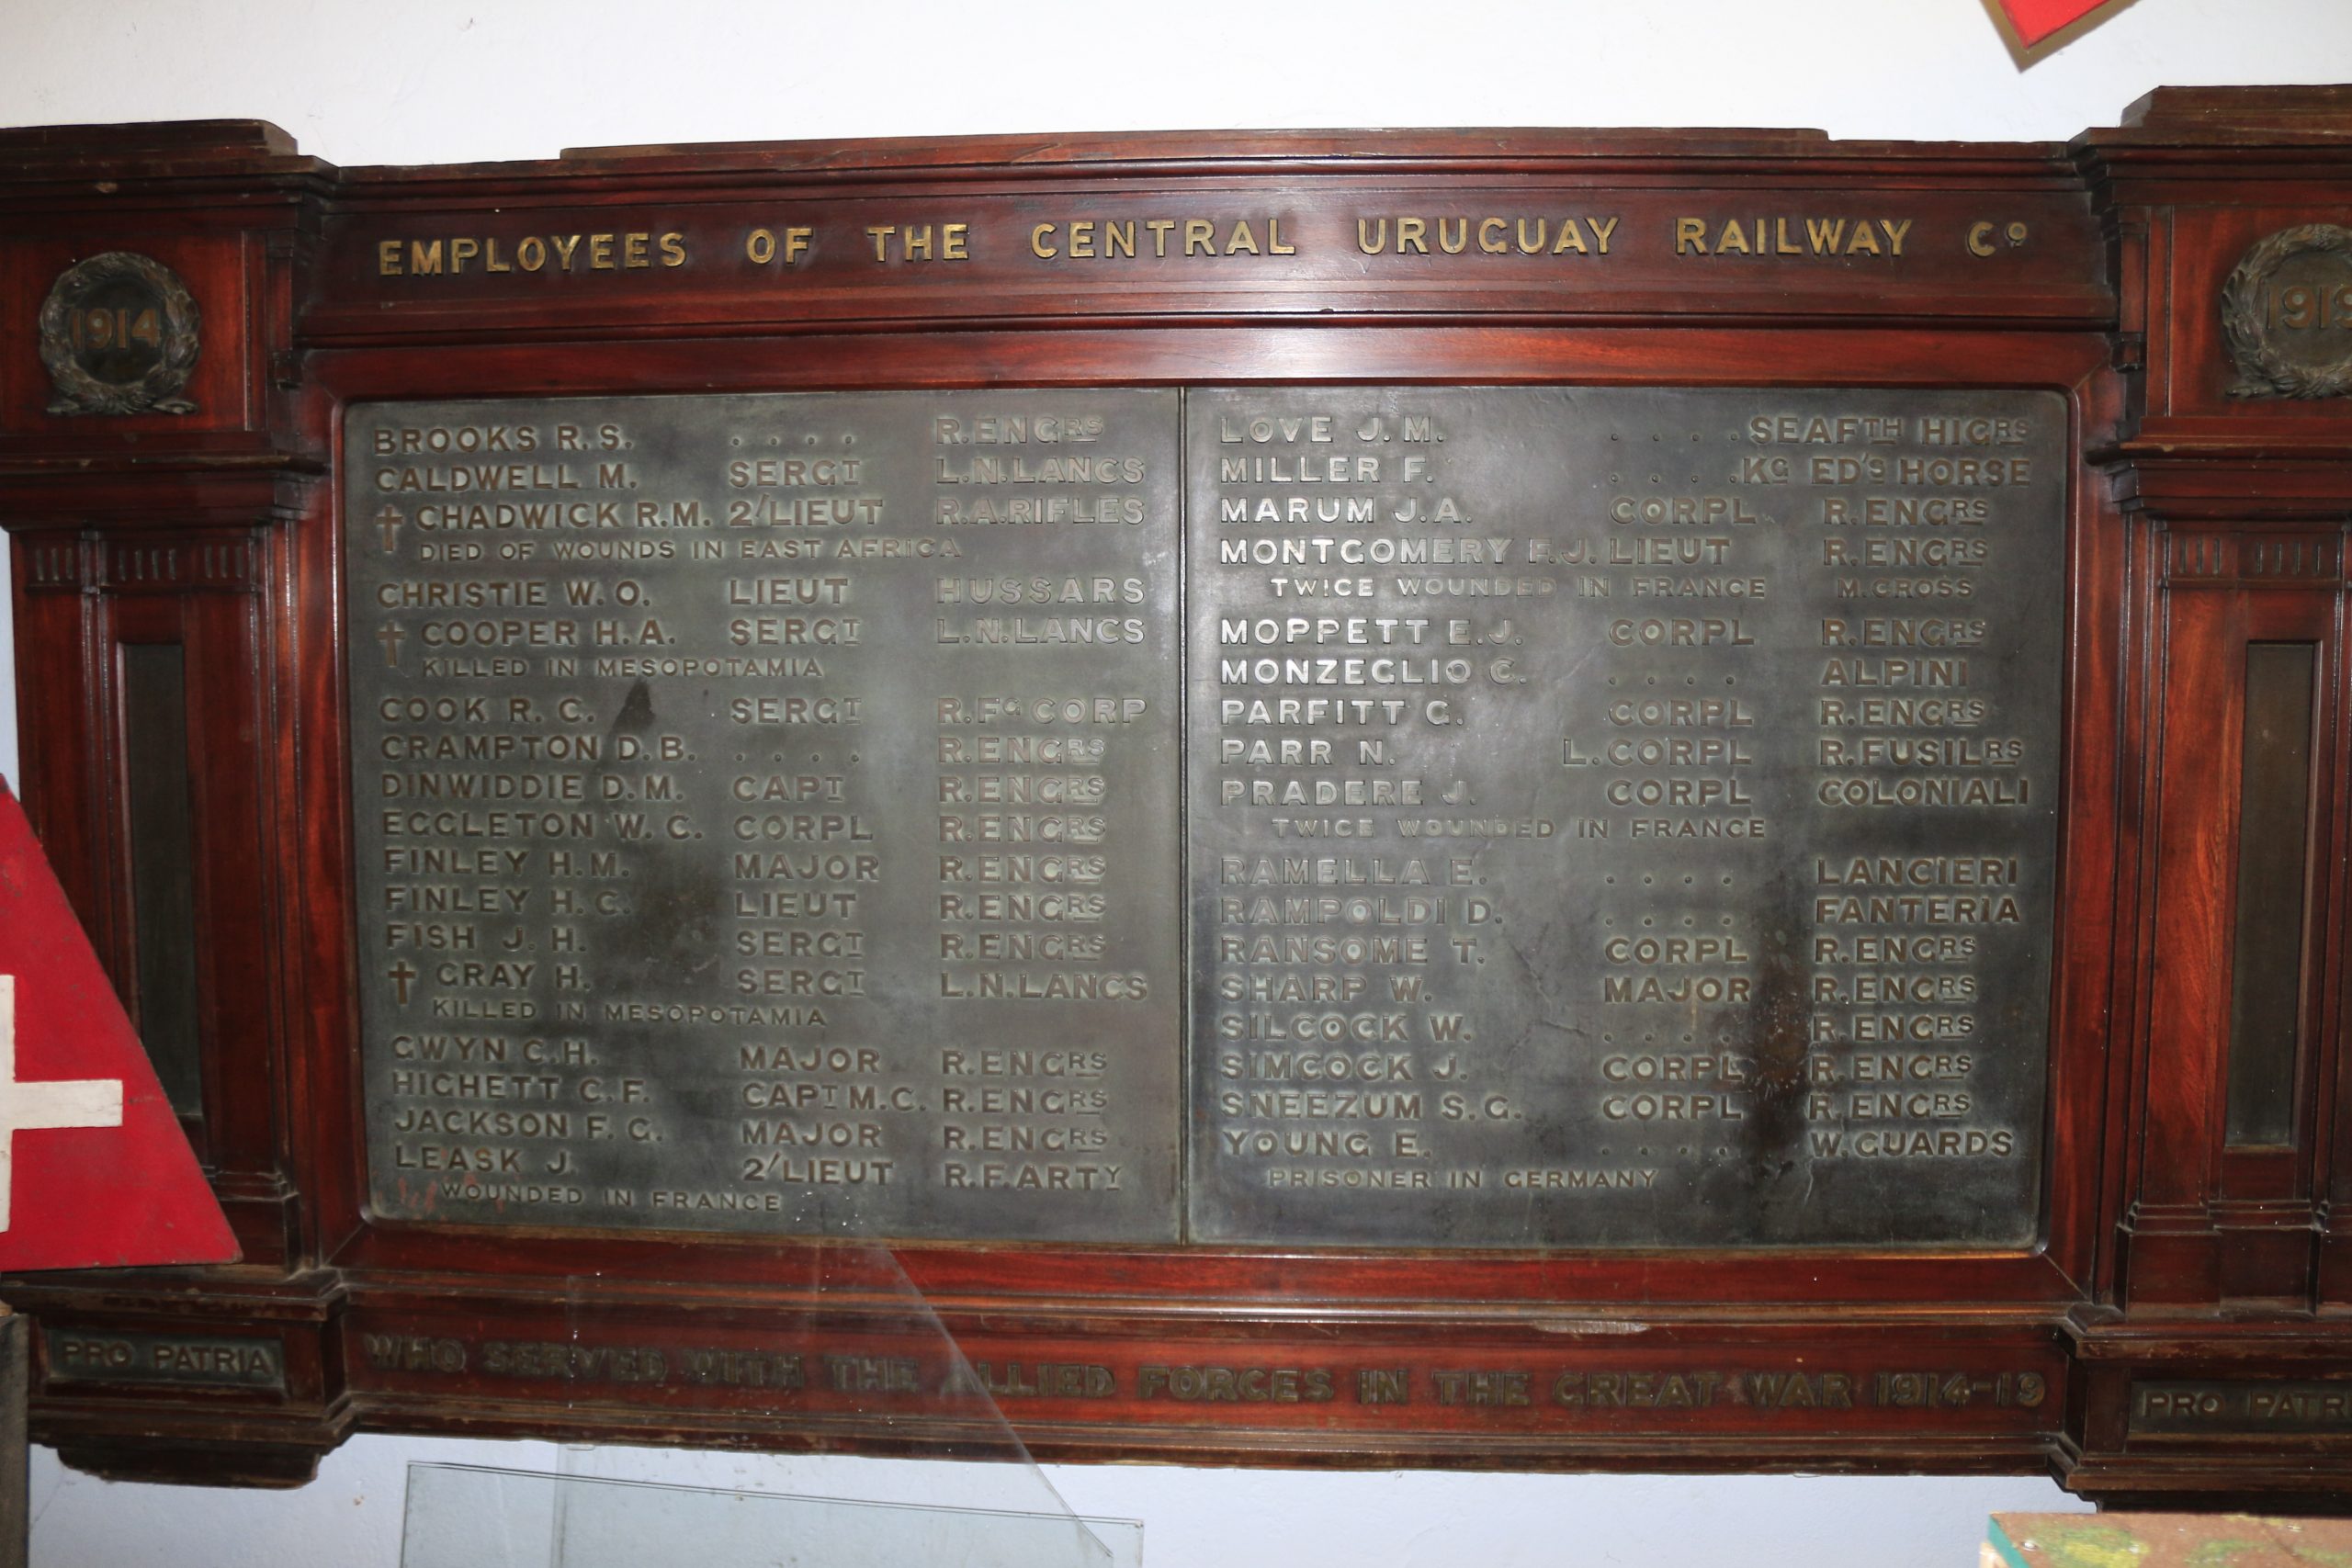 EMPLOYEES OF THE CENTRAL URUGUAY RAILWAY Cº
1914
191
BROOKS R.S. . . . . R.ENGRS
CALDWELL M. SERGT L.N.LANCS
† CHADWICK R.M. 2/LIEUT R.A.RIFLES
DIED OF WOUNDS IN EAST AFRICA
CHRISTIE W.O. LIEUT HUSSARS
† COOPER H.A. SERGT L.N.LANCS
KILLED IN MESOPOTAMIA
COOK R.C. SERGT R.FG CORP
CRAMPTON D.B. . . . . R.ENGRS
DINWIDDIE D.M. CAPT R.ENGRS
EGGLETON W.C. CORPL R.ENGRS
FINLEY H.M. MAJOR R.ENGRS
FINLEY H.C. LIEUT R.ENGRS
FISH J.H. SERGT R.ENGRS
† GRAY H. SERGT L.N.LANCS
KILLED IN MESOPOTAMIA
GWYN C.H. MAJOR R.ENGRS
HIGHETT C.F. CAPT M.C. R.ENGRS
JACKSON F.G. MAJOR R.ENGRS
LEASK J. 2/LIEUT R.F.ARTY
WOUNDED IN FRANCE
LOVE J.M. . . . . SEAFTH HIGRS
MILLER F. . . . . KG ED'S HORSE
MARUM J.A. CORPL R.ENGRS
MONTGOMERY F.J. LIEUT R.ENGRS
TWICE WOUNDED IN FRANCE M.CROSS
MOPPETT E.J. CORPL R.ENGRS
MONZEGLIO C. . . . . ALPINI
PARFITT G. CORPL R.ENGRS
PARR N. L.CORPL R.FUSILRS
PRADERE J. CORPL COLONIALI
TWICE WOUNDED IN FRANCE
RAMELLA E. . . . . LANCIERI
RAMPOLDI D. . . . . FANTERIA
RANSOME T. CORPL R.ENGRS
SHARP W. MAJOR R.ENGRS
SILCOCK W. . . . . R.ENGRS
SIMCOCK J. CORPL R.ENGRS
SNEEZUM S.G. CORPL R.ENGRS
YOUNG E. . . . . W.GUARDS
PRISONER IN GERMANY
PRO PATRIA
WHO SERVED WITH THE ALLIED FORCES IN THE GREAT WAR 1914-19
PRO PATR